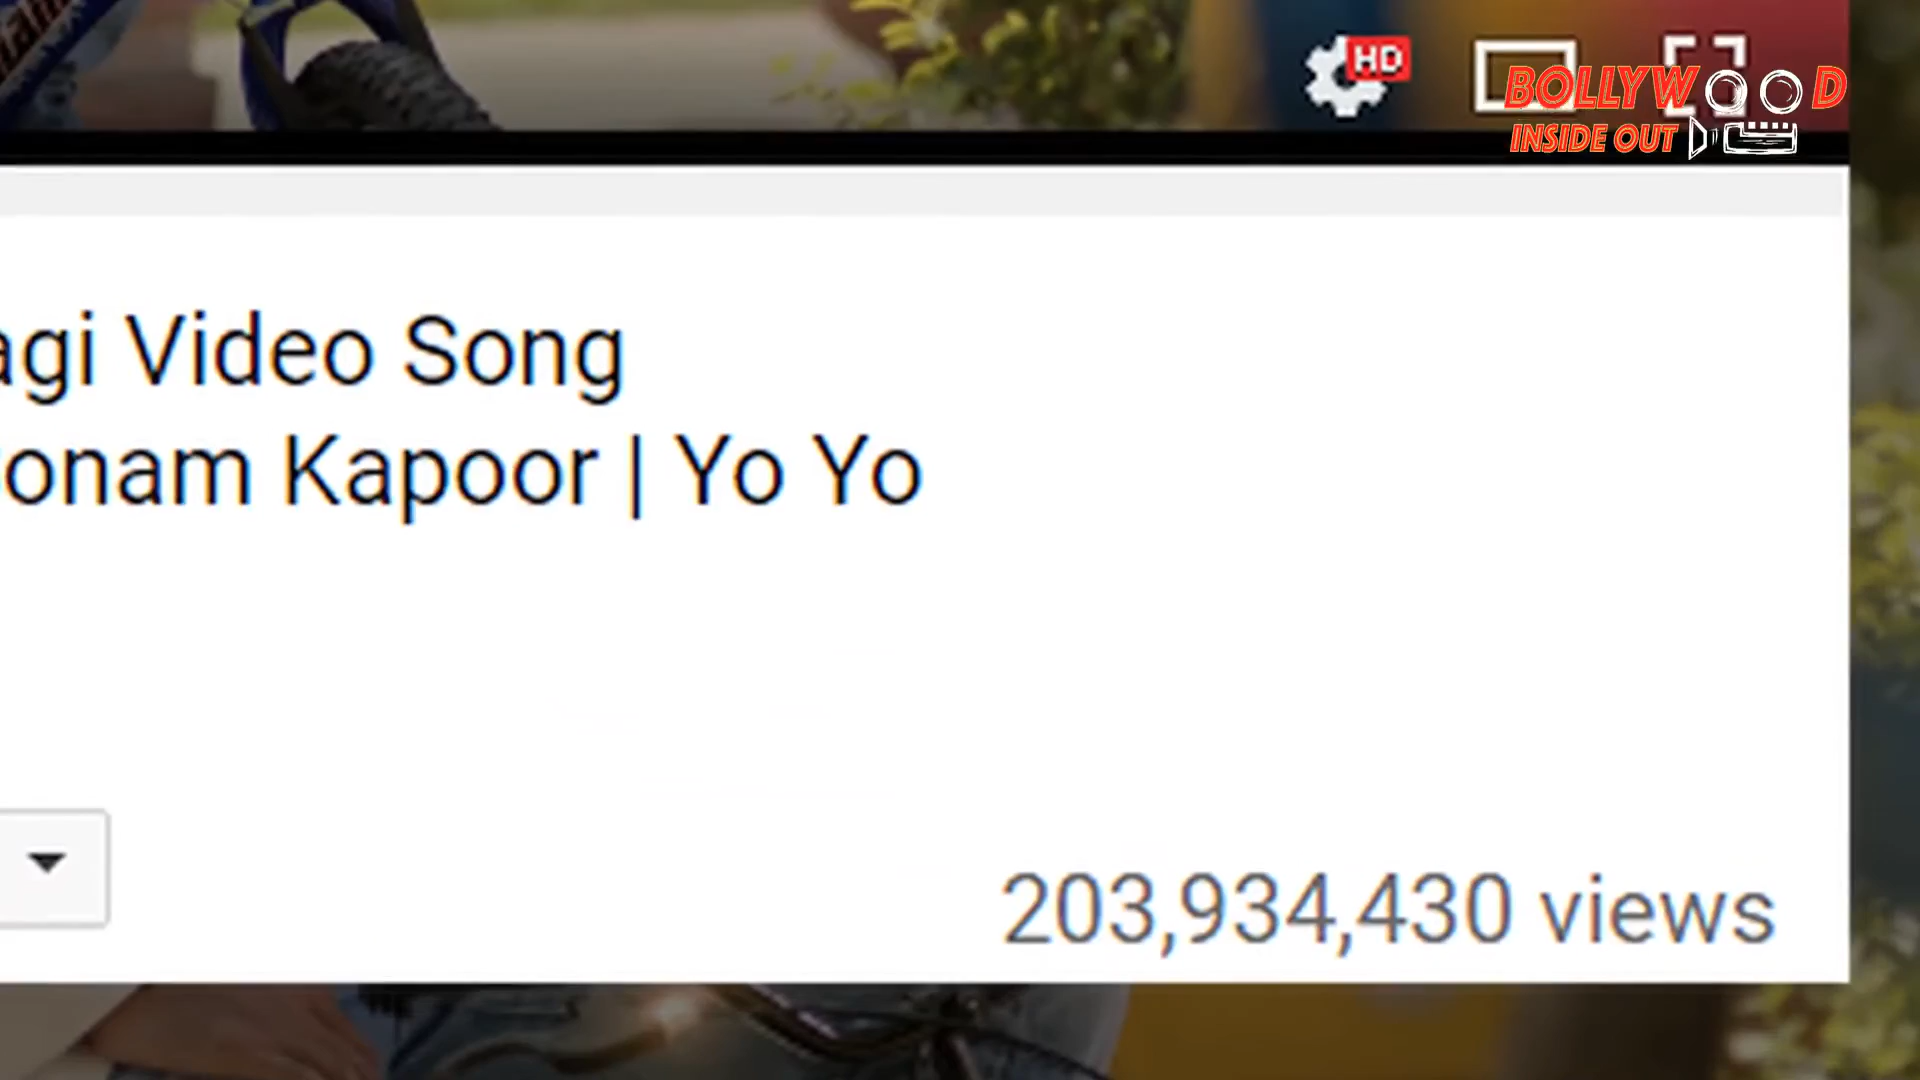 HD
BOLLYWOOD
INSIDE OUT
agi Video Song
onam Kapoor | Yo Yo
203,934,430 views